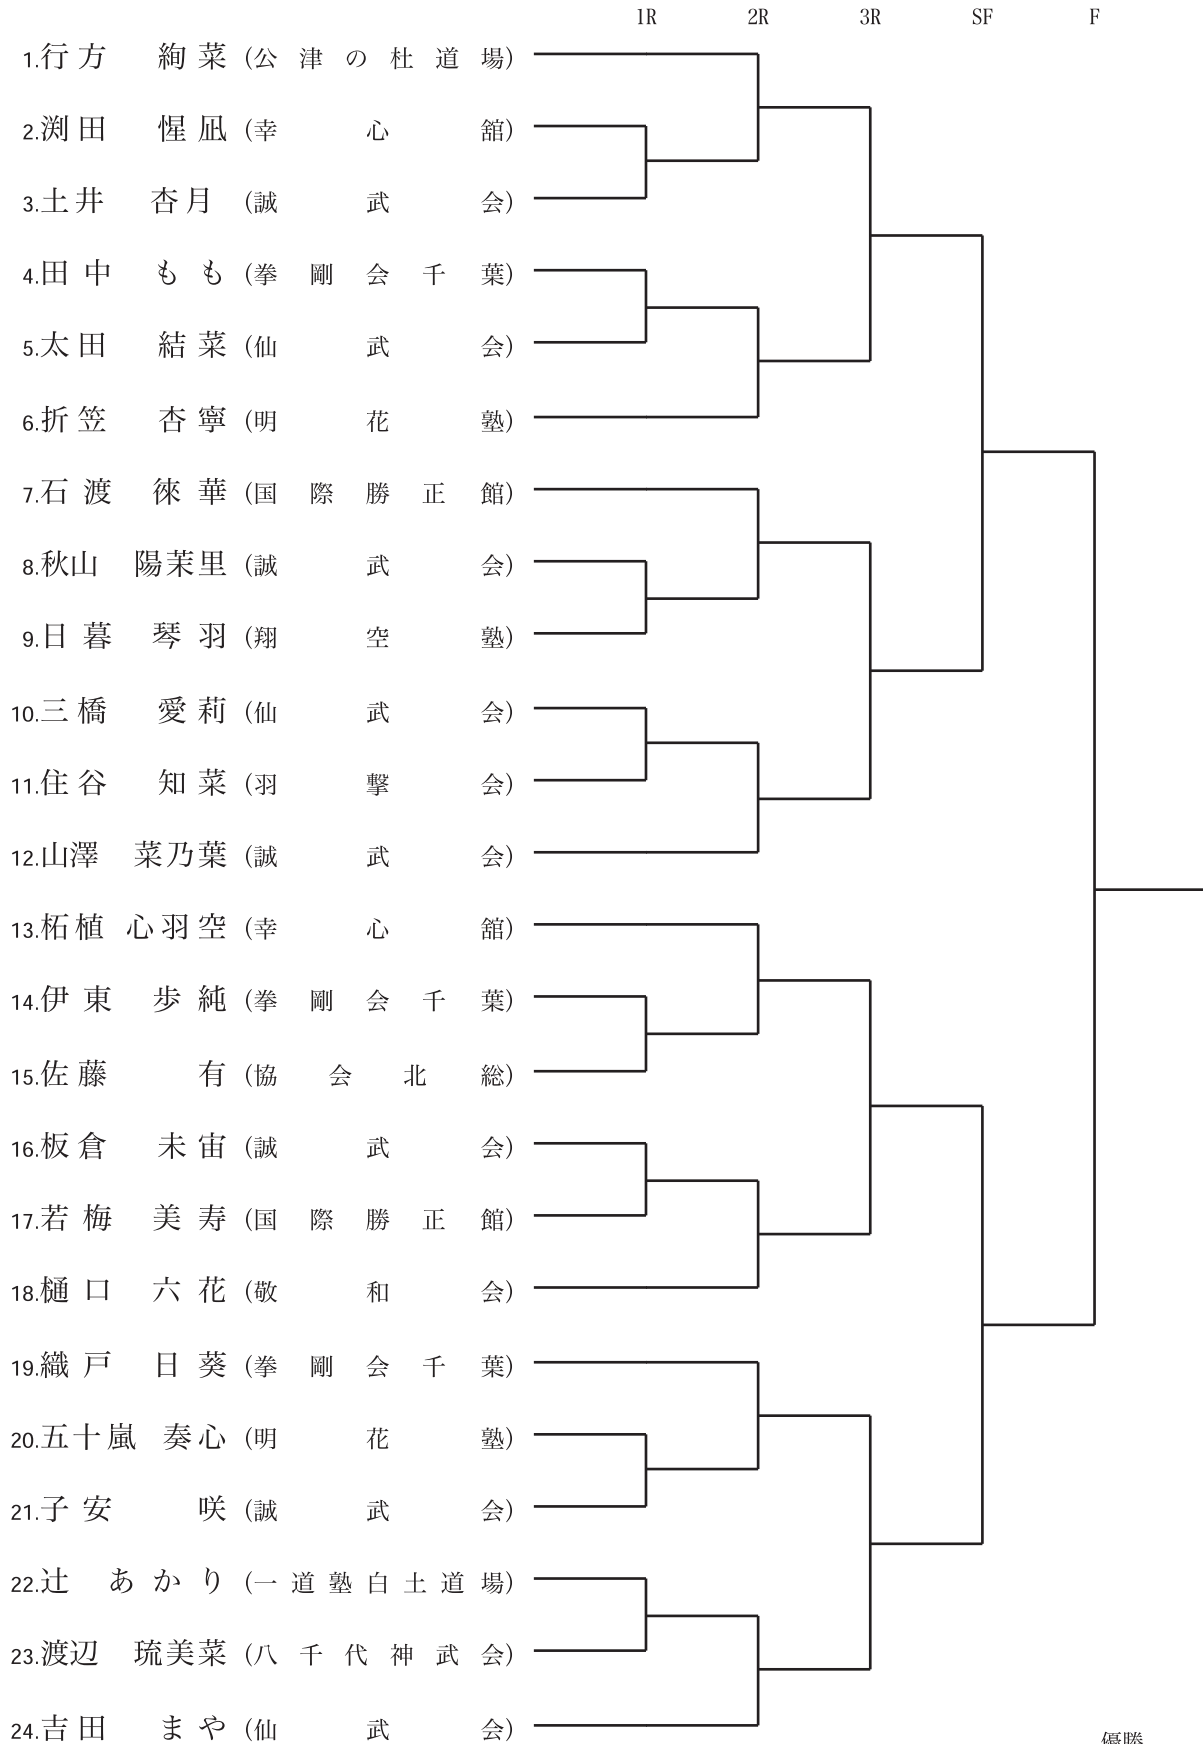 1R 2R 3R SF F
1.行方 絢菜 (公津の杜道場)
2.渕田 惺凪 (幸心舘)
3.土井 杏月 (誠武会)
4.田中 もも (拳剛会千葉)
5.太田 結菜 (仙武会)
6.折笠 杏寧 (明花塾)
7.石渡 徠華 (国際勝正館)
8.秋山 陽茉里 (誠武会)
9.日暮 琴羽 (翔空塾)
10.三橋 愛莉 (仙武会)
11.住谷 知菜 (羽撃会)
12.山澤 菜乃葉 (誠武会)
13.柘植 心羽空 (幸心舘)
14.伊東 歩純 (拳剛会千葉)
15.佐藤 有 (協会北総)
16.板倉 未宙 (誠武会)
17.若梅 美寿 (国際勝正館)
18.樋口 六花 (敬和会)
19.織戸 日葵 (拳剛会千葉)
20.五十嵐 奏心 (明花塾)
21.子安 咲 (誠武会)
22.辻 あかり (一道塾白土道場)
23.渡辺 琉美菜 (八千代神武会)
24.吉田 まや (仙武会)
優勝